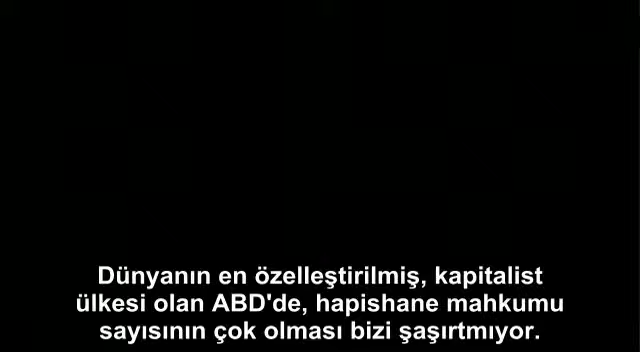 Dünyanın en özelleştirilmiş, kapitalist
ülkesi olan ABD'de, hapishane mahkumu
sayısının çok olması bizi şaşırtmıyor.